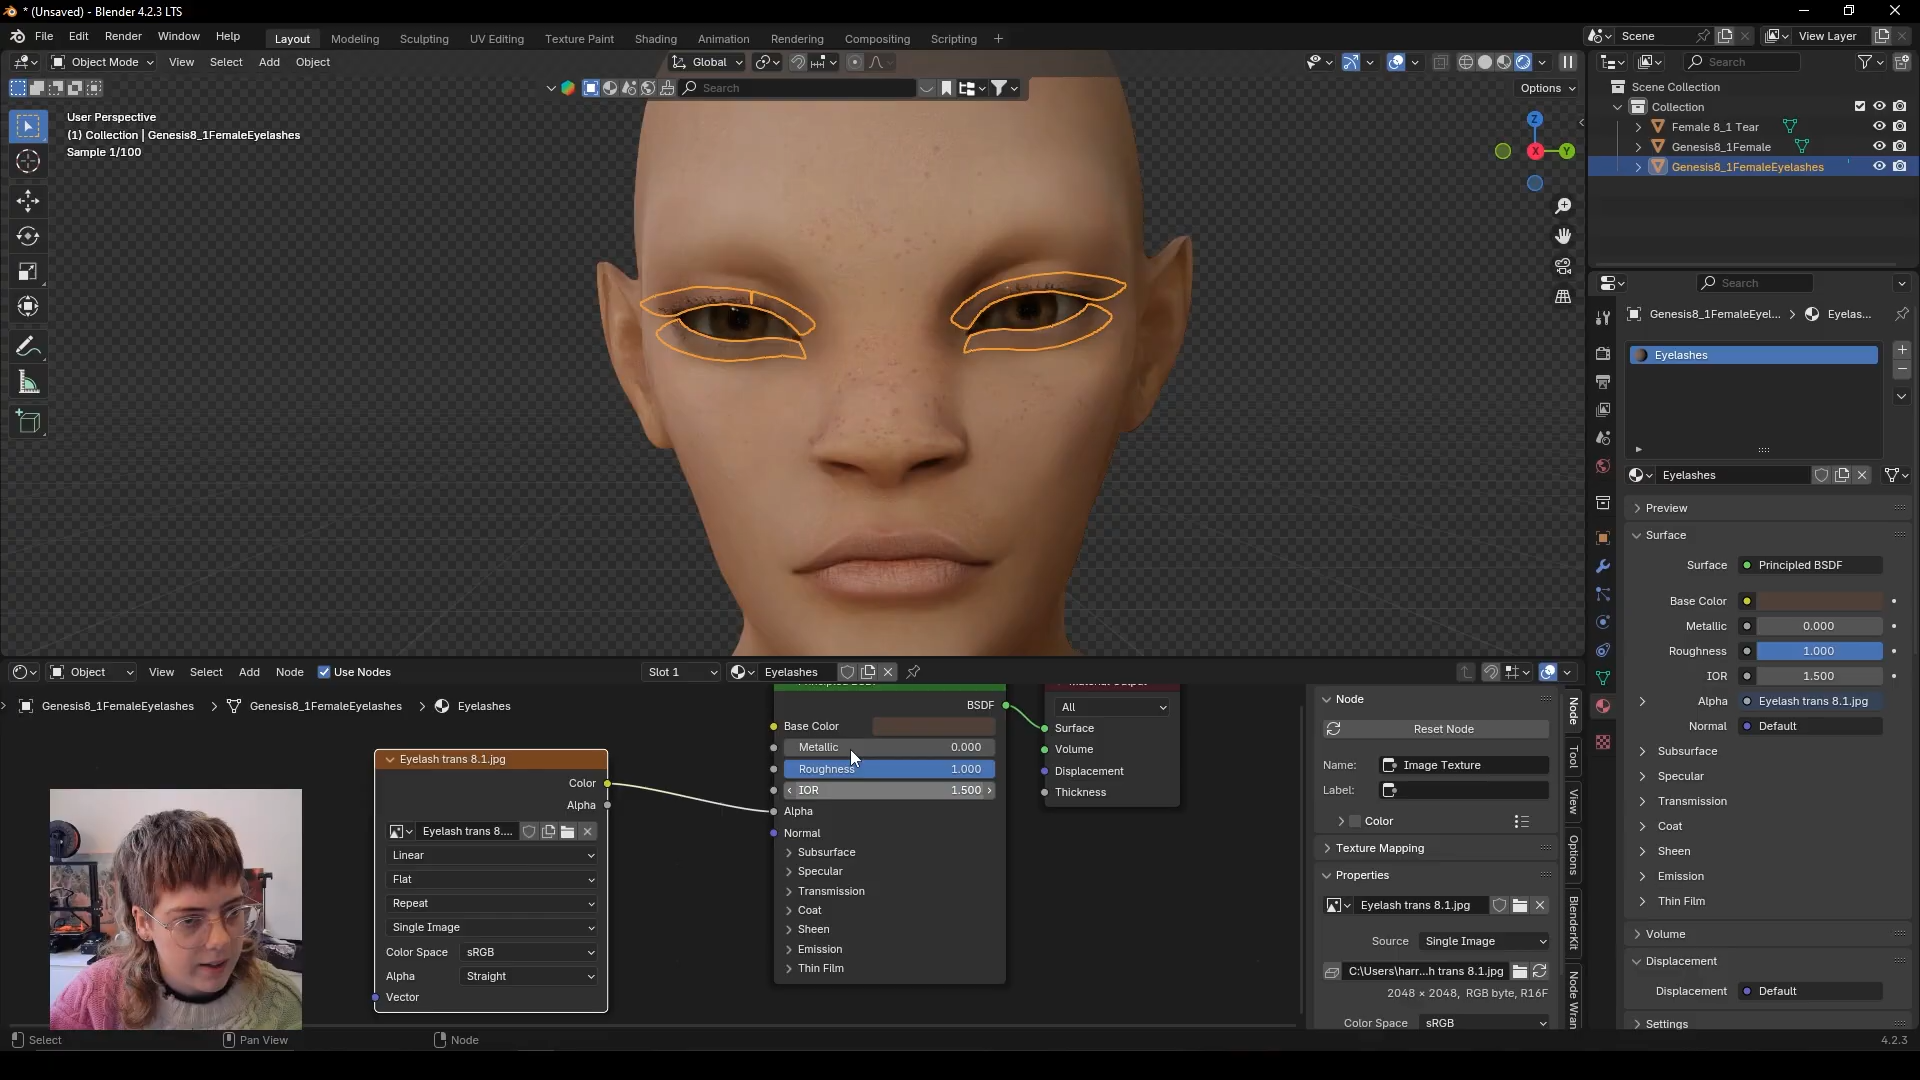 * (Unsaved) - Blender 4.2.3 LTS
File Edit Render Window Help Layout Modeling Sculpting UV Editing Texture Paint Shading Animation Rendering Compositing Scripting + Scene View Layer
Object Mode View Select Add Object Global Search
Search Options Scene Collection
User Perspective
(1) Collection | Genesis8_1FemaleEyelashes
Sample 1/100
Z
X
Y
Collection
Female 8_1 Tear
Genesis8_1Female
Genesis8_1FemaleEyelashes
Search
Genesis8_1FemaleEyel... > Eyelas...
Eyelashes
Eyelashes
Preview
Surface
Surface Principled BSDF
Base Color
Metallic 0.000
Roughness 1.000
IOR 1.500
Alpha Eyelash trans 8.1.jpg
Normal Default
Subsurface
Specular
Transmission
Coat
Sheen
Emission
Thin Film
Volume
Displacement
Displacement Default
Settings
Object View Select Add Node Use Nodes Slot 1 Eyelashes
Genesis8_1FemaleEyelashes > Genesis8_1FemaleEyelashes > Eyelashes
Eyelash trans 8.1.jpg
Color
Alpha
Eyelash trans 8....
Linear
Flat
Repeat
Single Image
Color Space sRGB
Alpha Straight
Vector
BSDF
Base Color
Metallic 0.000
Roughness 1.000
IOR 1.500
Alpha
Normal
Subsurface
Specular
Transmission
Coat
Sheen
Emission
Thin Film
All
Surface
Volume
Displacement
Thickness
Node
Reset Node
Name: Image Texture
Label:
Color
Texture Mapping
Properties
Eyelash trans 8.1.jpg
Source Single Image
C:\Users\harr...h trans 8.1.jpg
2048 × 2048, RGB byte, R16F
Color Space sRGB
Node
Tool
View
Options
BlenderKit
Node Wran
Select Pan View Node 4.2.3